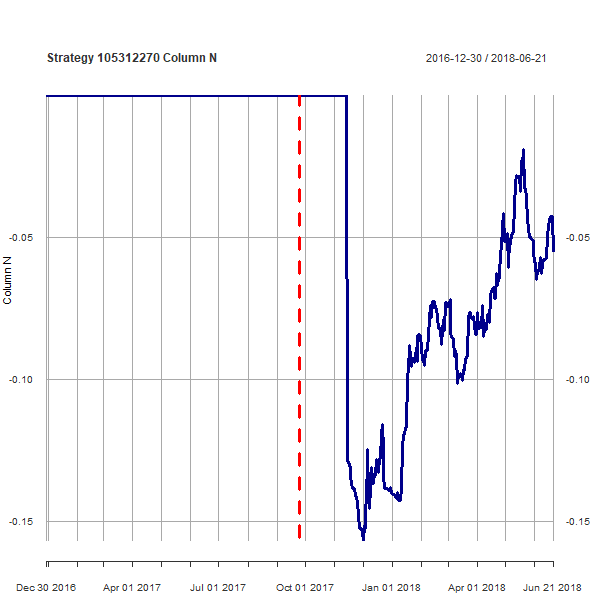 Strategy 105312270 Column N
2016-12-30 / 2018-06-21
Column N
-0.05
-0.05
-0.10
-0.10
-0.15
-0.15
Dec 30 2016
Apr 01 2017
Jul 01 2017
Oct 01 2017
Jan 01 2018
Apr 01 2018
Jun 21 2018